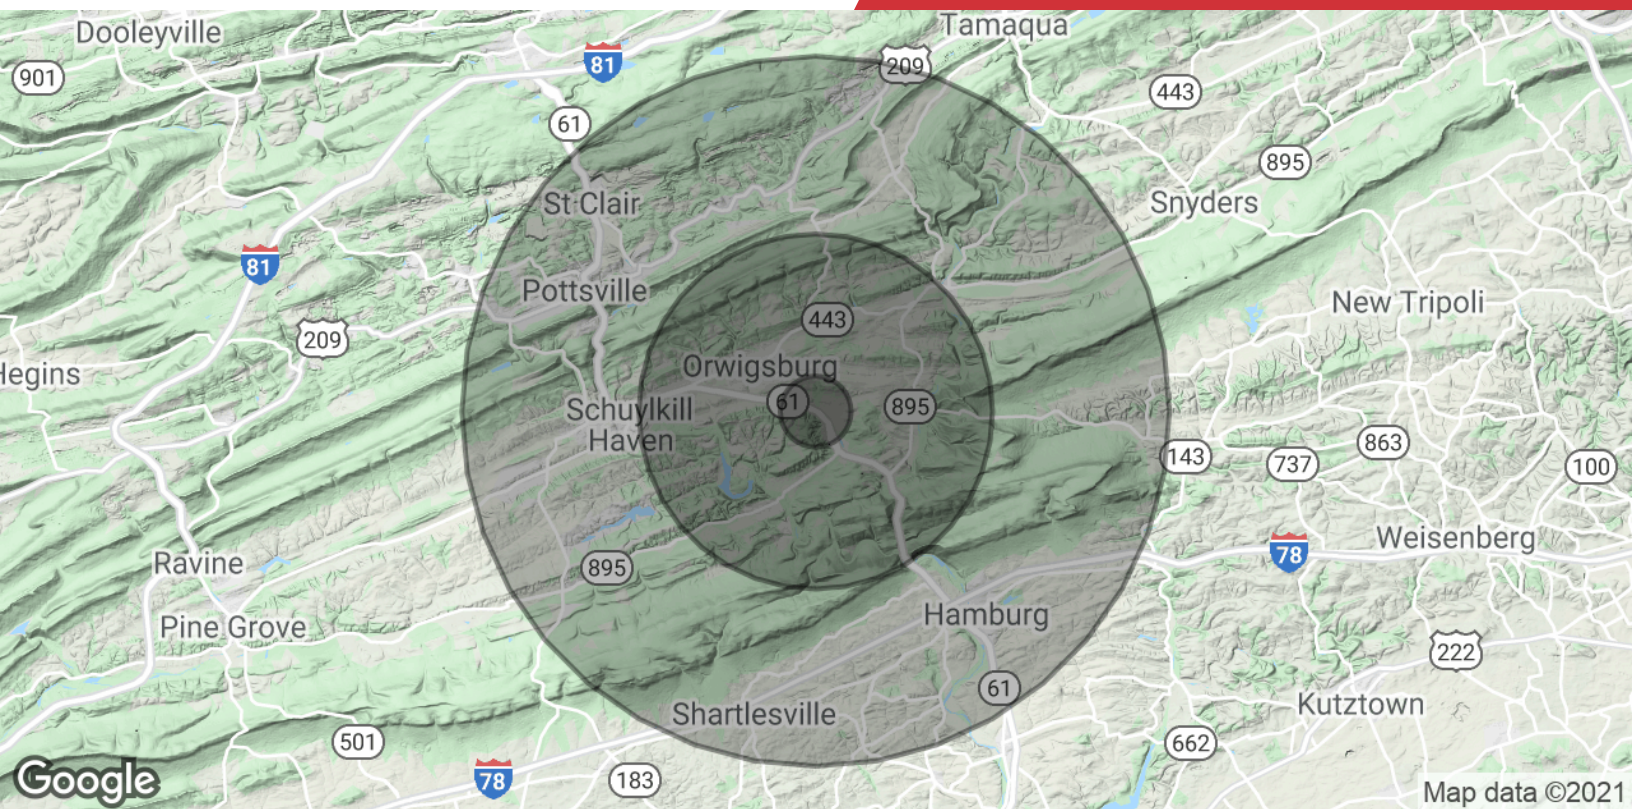 Dooleyville
Tamaqua
901
81
209
443
61
895
St Clair
Snyders
81
Pottsville
New Tripoli
209
443
Hegins
Orwigsburg
61
895
Schuylkill
Haven
143
737
863
100
Weisenberg
78
Ravine
895
Hamburg
Pine Grove
222
61
Kutztown
Shartlesville
501
662
78
183
Google
Map data ©2021